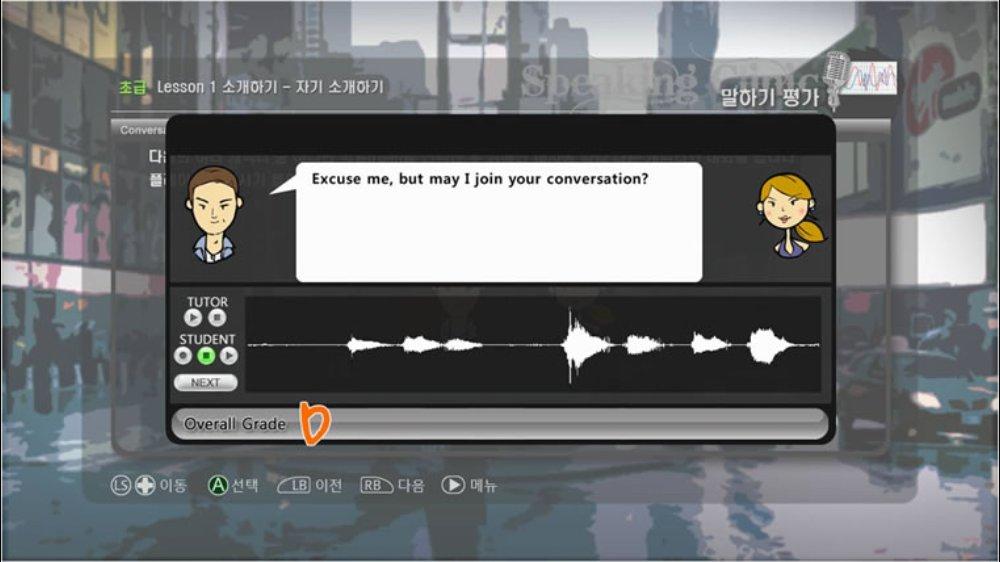 Speaking Clinic
초급 Lesson 1 소개하기 - 자기 소개하기
말하기 평가
Excuse me, but may I join your conversation?
TUTOR
STUDENT
NEXT
Overall Grade D
LS 이동 A 선택 LB 이전 RB 다음 메뉴